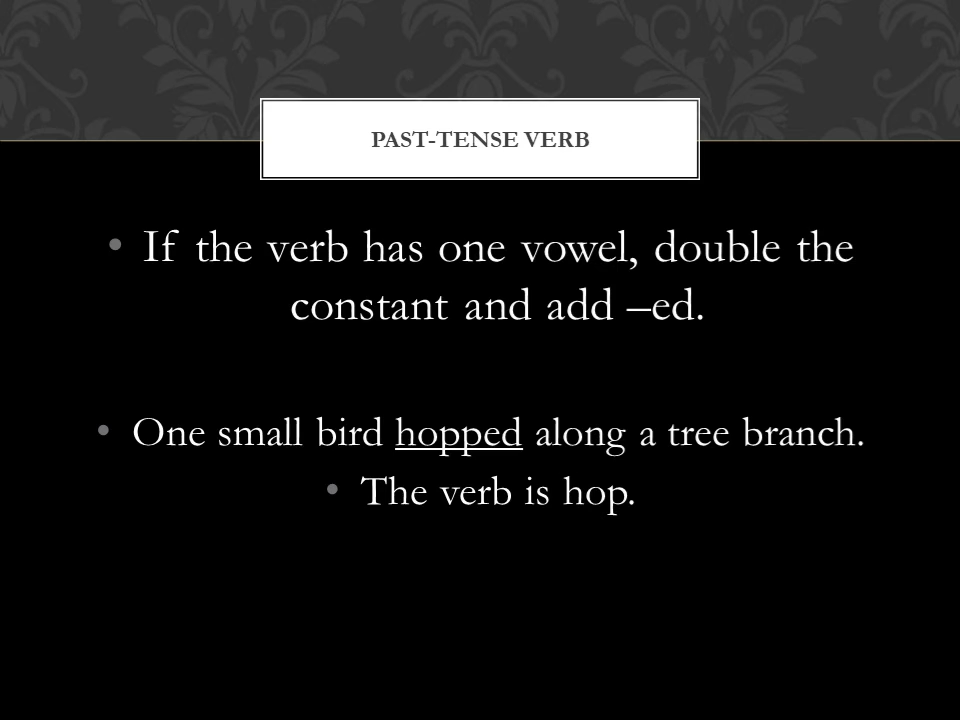 PAST-TENSE VERB
• If the verb has one vowel, double the
constant and add –ed.
• One small bird hopped along a tree branch.
• The verb is hop.